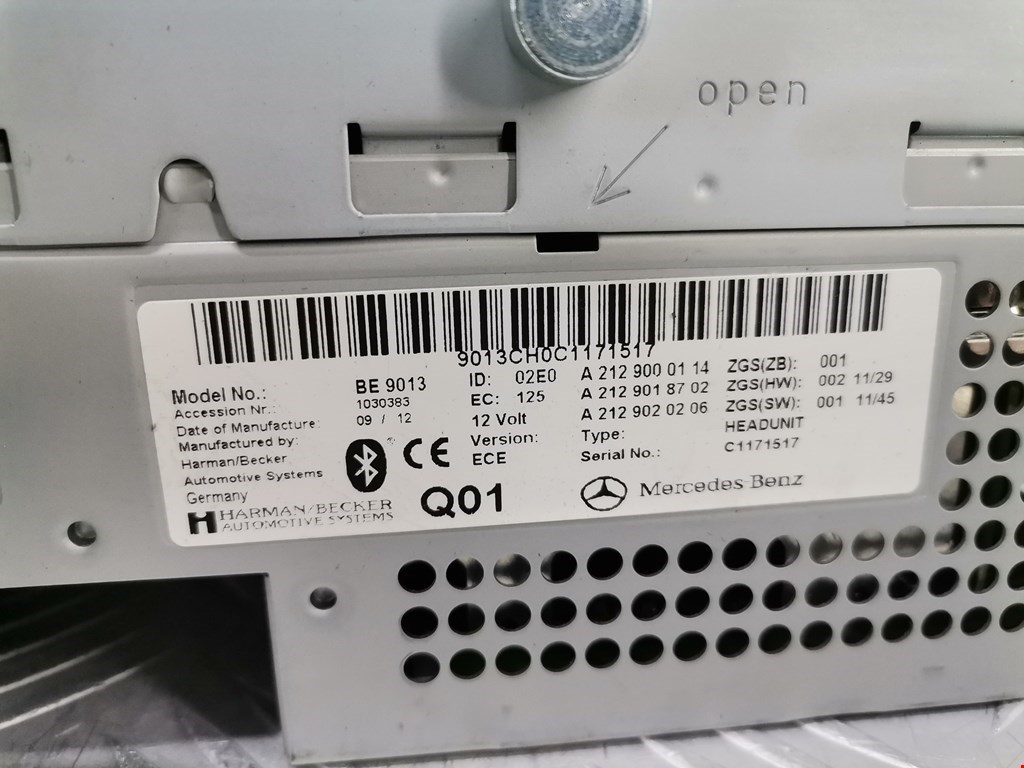 open
9013CH0C1171517
Model No.: BE 9013 ID: 02E0 A 212 900 01 14 ZGS(ZB): 001
Accession Nr.: 1030383 EC: 125 A 212 901 87 02 ZGS(HW): 002 11/29
Date of Manufacture: 09 / 12 12 Volt A 212 902 02 06 ZGS(SW): 001 11/45
Manufactured by: Version: Type: HEADUNIT
Harman/Becker CE ECE Serial No.: C1171517
Automotive Systems
Germany Q01 Mercedes-Benz
HARMAN/BECKER
AUTOMOTIVE SYSTEMS